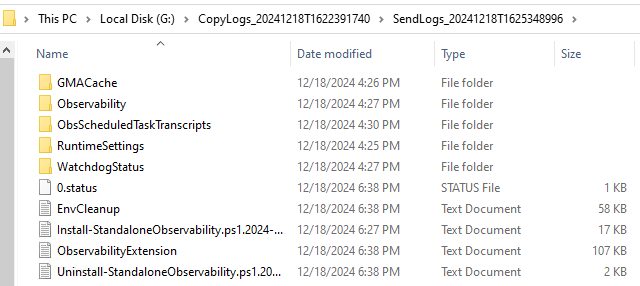 This PC > Local Disk (G:) > CopyLogs_20241218T1622391740 > SendLogs_20241218T1625348996 >
Name Date modified Type Size
GMACache 12/18/2024 4:26 PM File folder
Observability 12/18/2024 4:27 PM File folder
ObsScheduledTaskTranscripts 12/18/2024 4:30 PM File folder
RuntimeSettings 12/18/2024 4:25 PM File folder
WatchdogStatus 12/18/2024 4:27 PM File folder
0.status 12/18/2024 6:38 PM STATUS File 1 KB
EnvCleanup 12/18/2024 6:38 PM Text Document 58 KB
Install-StandaloneObservability.ps1.2024-... 12/18/2024 6:27 PM Text Document 17 KB
ObservabilityExtension 12/18/2024 6:38 PM Text Document 107 KB
Uninstall-StandaloneObservability.ps1.20... 12/18/2024 6:38 PM Text Document 2 KB